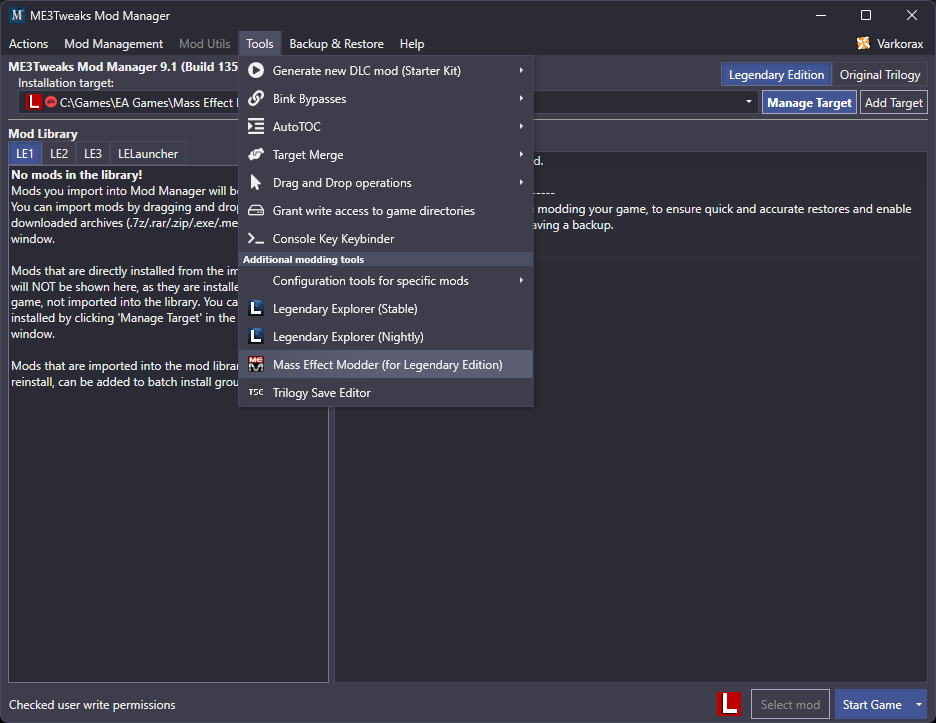 ME3Tweaks Mod Manager
Actions Mod Management Mod Utils Tools Backup & Restore Help Varkorax
ME3Tweaks Mod Manager 9.1 (Build 135
Legendary Edition Original Trilogy
Installation target:
L C:\Games\EA Games\Mass Effect
Manage Target Add Target
Mod Library
LE1 LE2 LE3 LELauncher
No mods in the library!
Mods you import into Mod Manager will
You can import mods by dragging and
downloaded archives (.7z/.rar/.zip/.exe/
window.
Mods that are directly installed from the
will NOT be shown here, as they are
game, not imported into the library. You
installed by clicking 'Manage Target' in the
window.
Mods that are imported into the mod
reinstall, can be added to batch install
Generate new DLC mod (Starter Kit)
Bink Bypasses
AutoTOC
Target Merge
Drag and Drop operations
Grant write access to game directories
Console Key Keybinder
Additional modding tools
Configuration tools for specific mods
L Legendary Explorer (Stable)
L Legendary Explorer (Nightly)
Mass Effect Modder (for Legendary Edition)
TSE Trilogy Save Editor
d.
------
modding your game, to ensure quick and accurate restores and enable
aving a backup.
Checked user write permissions
L Select mod Start Game